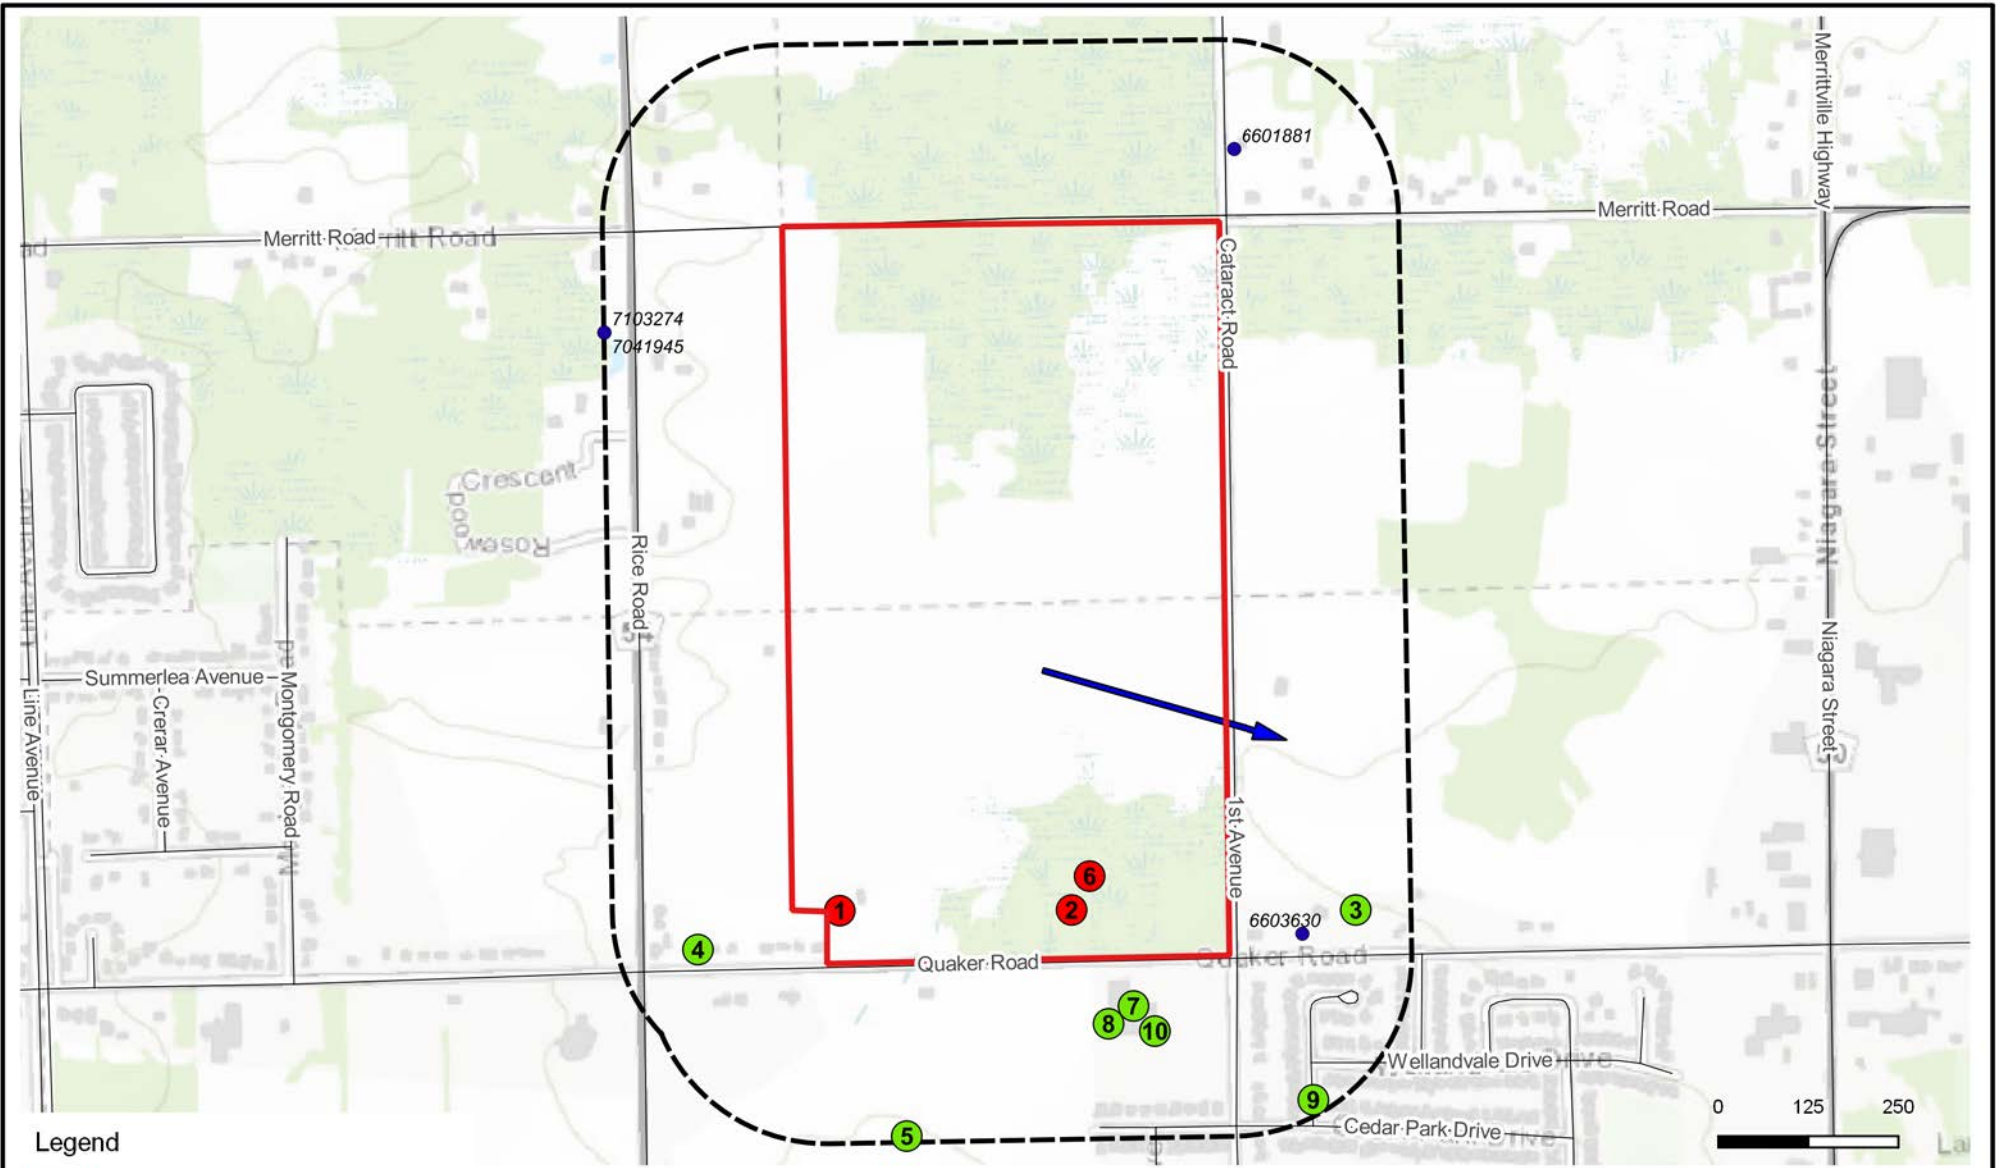 Merrittville Highway
6601881
Merritt Road
Merritt Road
Cataract Road
7103274
7041945
Niagara Street
Crescent
Rosewood
Rice Road
Summerlea Avenue
Montgomery Road
Niagara Street
Line Avenue
Crerar Avenue
1st Avenue
6
1
2
3
6603630
4
Quaker Road
Quaker Road
7
8
10
Wellandvale Drive
9
0 125 250
5
Cedar Park Drive
Legend